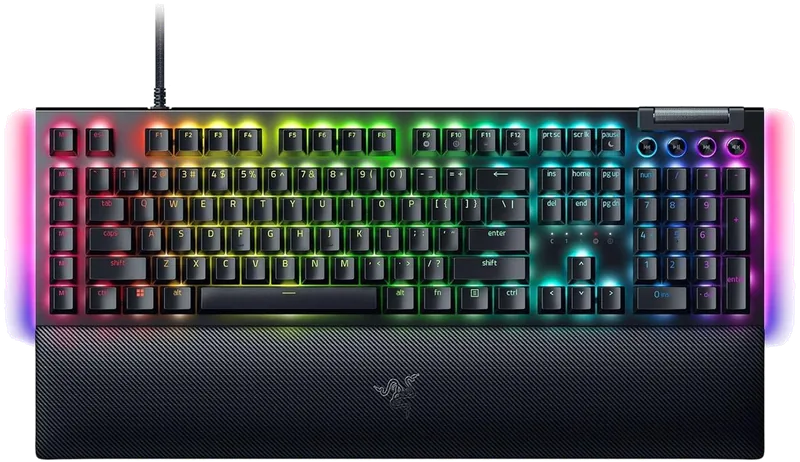 M esc F1 F2 F3 F4 F5 F6 F7 F8 F9 F10 F11 F12 prt sc scr lk pause
M ~ ` 1! 2@ 3# 4$ 5% 6^ 7& 8* 9( 0) - _ = + ← ins home pg up num / * -
M tab Q W E R T Y U I O P [ { ] } \ | del end pg dn 7 8 9 +
M caps A S D F G H J K L ; : ' " enter 4 5 6
M shift Z X C V B N M , < . > / ? shift ^ 1 2 3 enter
M ctrl alt alt fn ctrl < v > 0 ins .